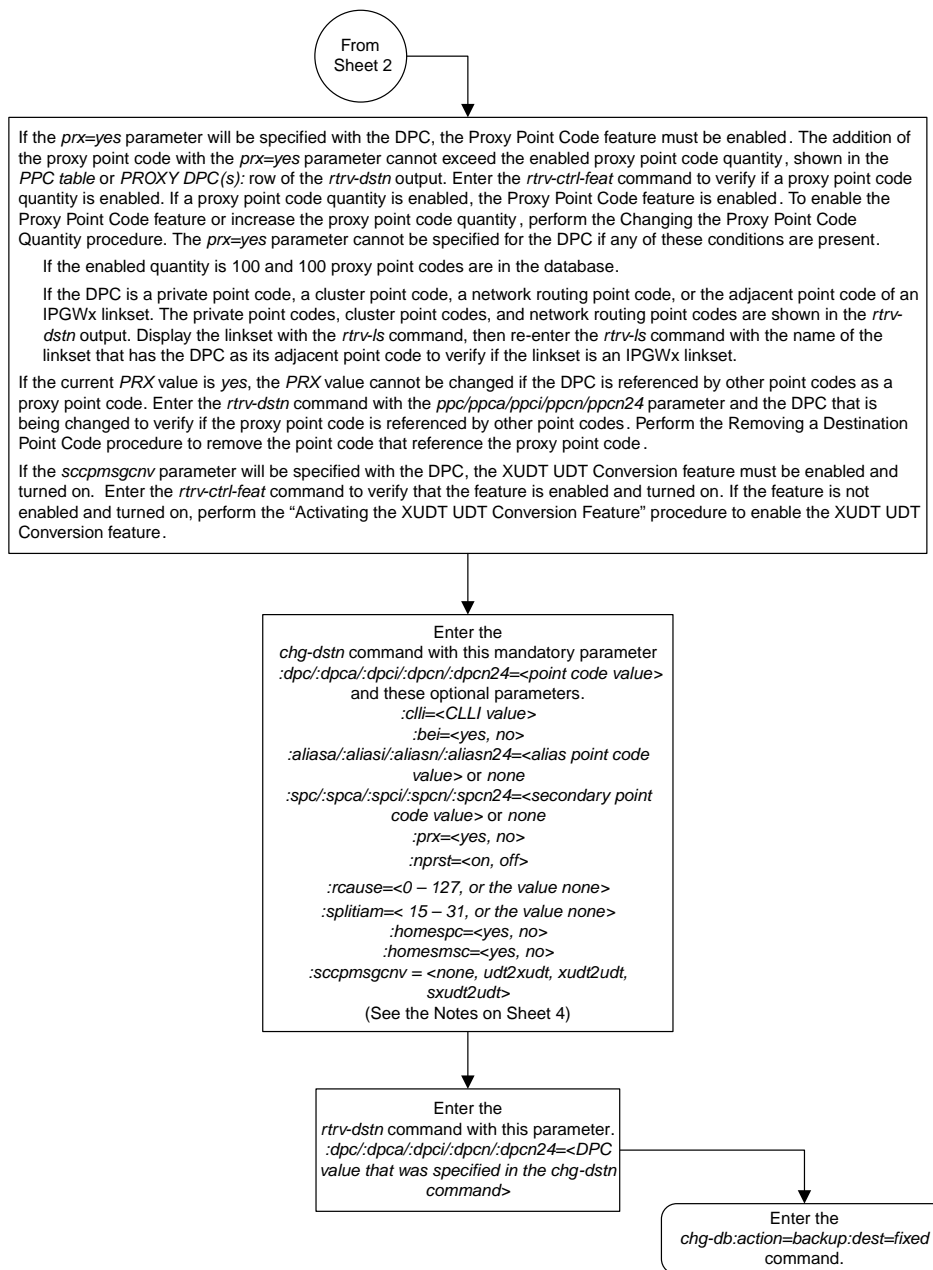 From
Sheet 2
If the prx=yes parameter will be specified with the DPC, the Proxy Point Code feature must be enabled. The addition of
the proxy point code with the prx=yes parameter cannot exceed the enabled proxy point code quantity, shown in the
PPC table or PROXY DPC(s): row of the rtrv-dstn output. Enter the rtrv-ctrl-feat command to verify if a proxy point code
quantity is enabled. If a proxy point code quantity is enabled, the Proxy Point Code feature is enabled. To enable the
Proxy Point Code feature or increase the proxy point code quantity, perform the Changing the Proxy Point Code
Quantity procedure. The prx=yes parameter cannot be specified for the DPC if any of these conditions are present.
If the enabled quantity is 100 and 100 proxy point codes are in the database.
If the DPC is a private point code, a cluster point code, a network routing point code, or the adjacent point code of an
IPGWx linkset. The private point codes, cluster point codes, and network routing point codes are shown in the rtrv-
dstn output. Display the linkset with the rtrv-ls command, then re-enter the rtrv-ls command with the name of the
linkset that has the DPC as its adjacent point code to verify if the linkset is an IPGWx linkset.
If the current PRX value is yes, the PRX value cannot be changed if the DPC is referenced by other point codes as a
proxy point code. Enter the rtrv-dstn command with the ppc/ppca/ppci/ppcn/ppcn24 parameter and the DPC that is
being changed to verify if the proxy point code is referenced by other point codes. Perform the Removing a Destination
Point Code procedure to remove the point code that reference the proxy point code.
If the sccpmsgcnv parameter will be specified with the DPC, the XUDT UDT Conversion feature must be enabled and
turned on. Enter the rtrv-ctrl-feat command to verify that the feature is enabled and turned on. If the feature is not
enabled and turned on, perform the “Activating the XUDT UDT Conversion Feature” procedure to enable the XUDT UDT
Conversion feature.
Enter the
chg-dstn command with this mandatory parameter
:dpc/:dpca/:dpci/:dpcn/:dpcn24=<point code value>
and these optional parameters.
:clli=<CLLI value>
:bei=<yes, no>
:aliasa/:aliasi/:aliasn/:aliasn24=<alias point code
value> or none
:spc/:spca/:spci/:spcn/:spcn24=<secondary point
code value> or none
:prx=<yes, no>
:nprst=<on, off>
:rcause=<0 – 127, or the value none>
:splitiam=< 15 – 31, or the value none>
:homespc=<yes, no>
:homesmsc=<yes, no>
:sccpmsgcnv = <none, udt2xudt, xudt2udt,
sxudt2udt>
(See the Notes on Sheet 4)
Enter the
rtrv-dstn command with this parameter.
:dpc/:dpca/:dpci/:dpcn/:dpcn24=<DPC
value that was specified in the chg-dstn
command>
Enter the
chg-db:action=backup:dest=fixed
command.